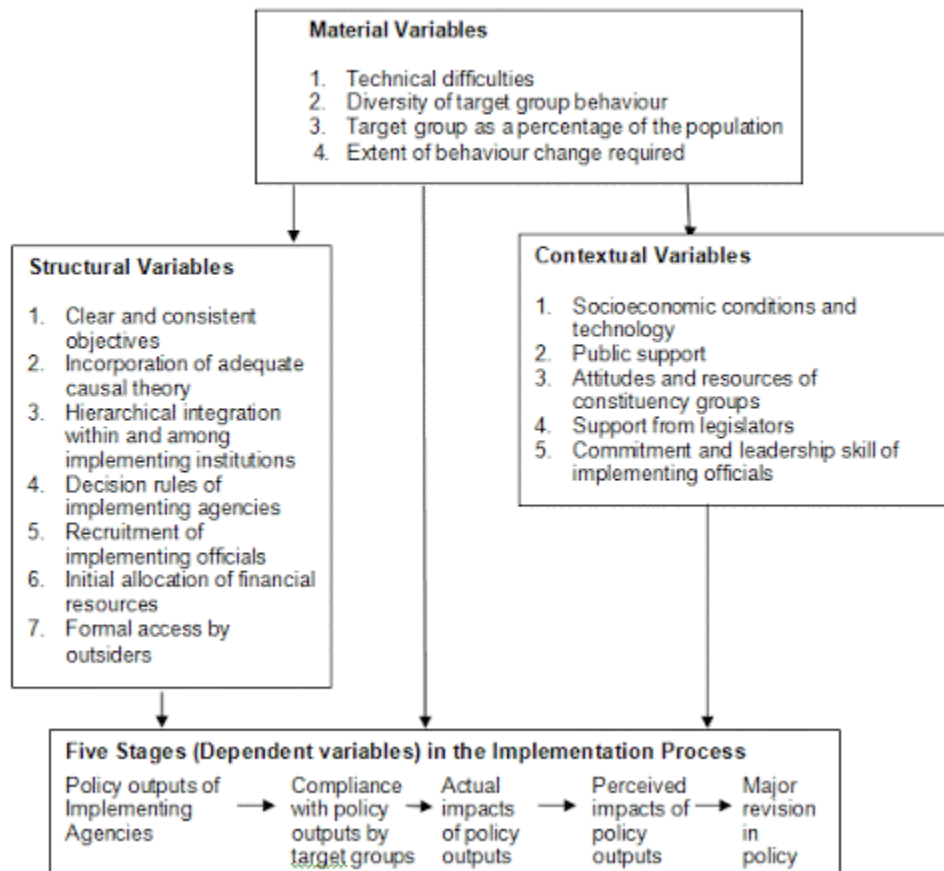 Material Variables
1. Technical difficulties
2. Diversity of target group behaviour
3. Target group as a percentage of the population
4. Extent of behaviour change required
Structural Variables
1. Clear and consistent
objectives
2. Incorporation of adequate
causal theory
3. Hierarchical integration
within and among
implementing institutions
4. Decision rules of
implementing agencies
5. Recruitment of
implementing officials
6. Initial allocation of financial
resources
7. Formal access by
outsiders
Contextual Variables
1. Socioeconomic conditions and
technology
2. Public support
3. Attitudes and resources of
constituency groups
4. Support from legislators
5. Commitment and leadership skill of
implementing officials
Five Stages (Dependent variables) in the Implementation Process
Policy outputs of
Implementing
Agencies
Compliance
with policy
outputs by
target groups
Actual
impacts
of policy
outputs
Perceived
impacts of
policy
outputs
Major
revision
in
policy